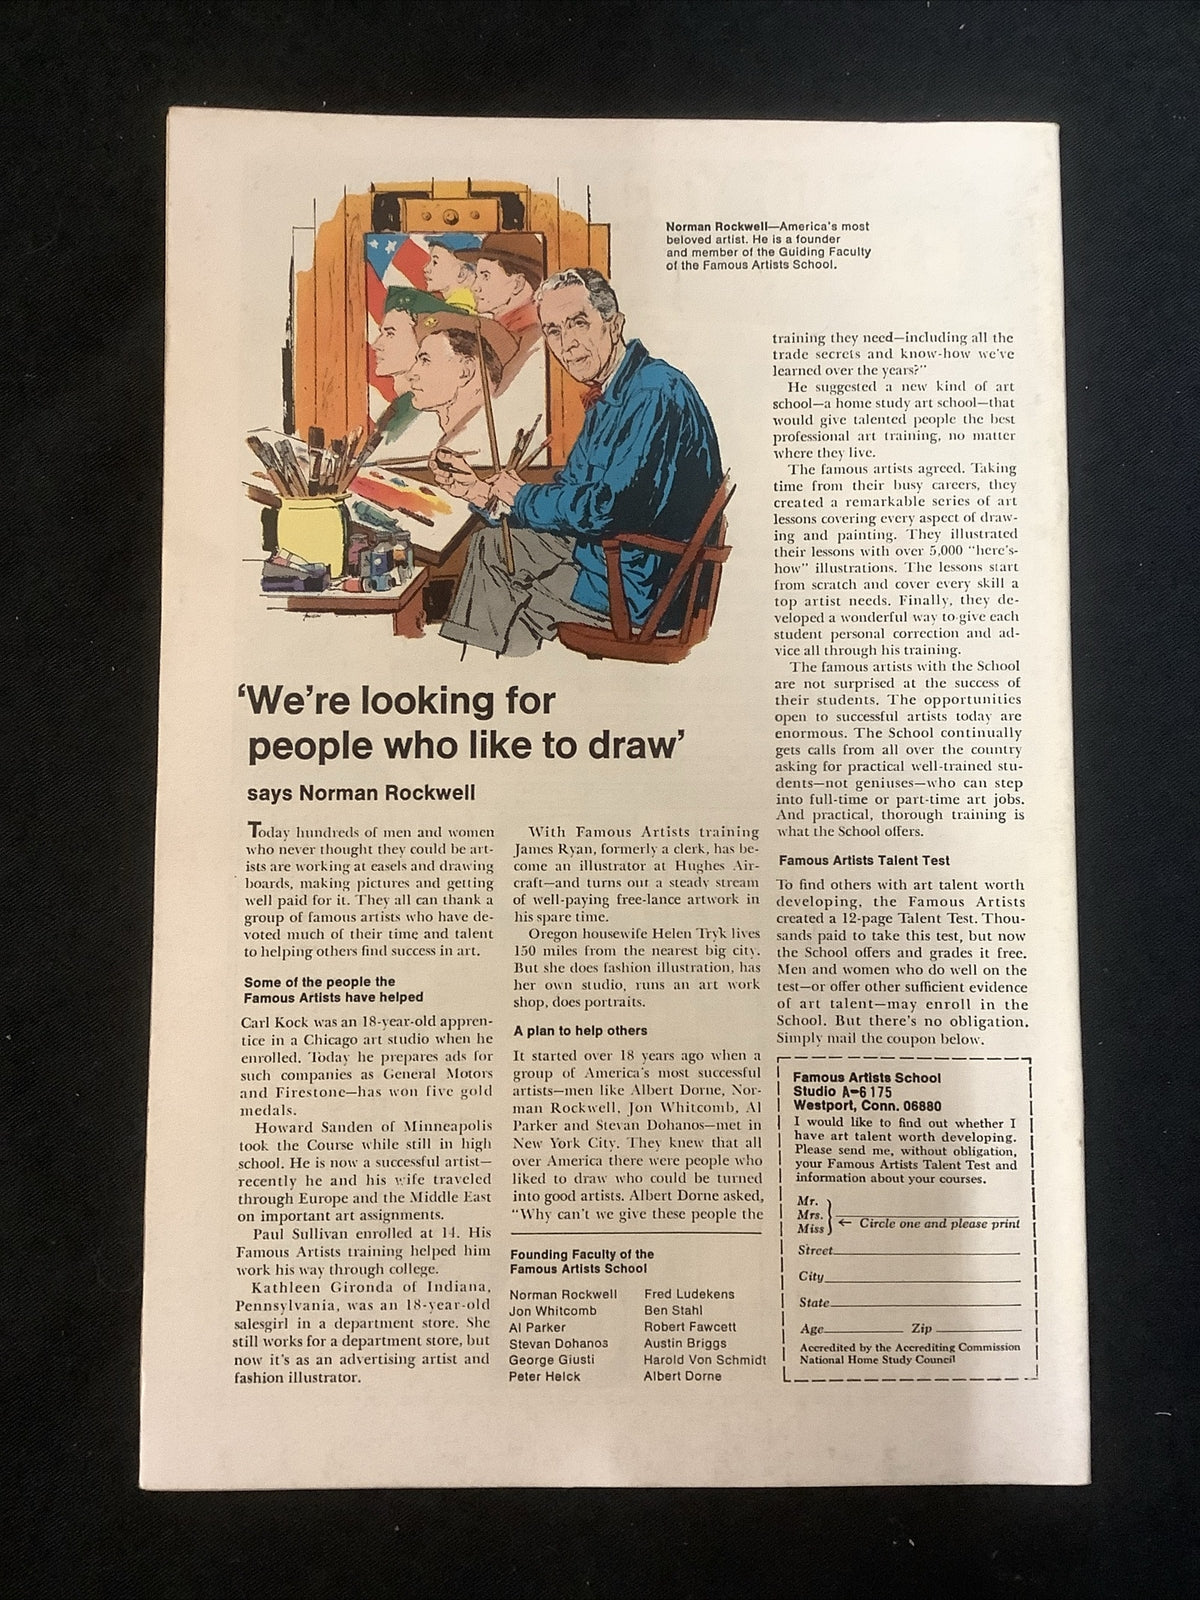 Norman Rockwell—America's most
beloved artist. He is a founder
and member of the Guiding Faculty
of the Famous Artists School.
'We're looking for
people who like to draw'
says Norman Rockwell
Today hundreds of men and women
who never thought they could be art-
ists are working at easels and drawing
boards, making pictures and getting
well paid for it. They all can thank a
group of famous artists who have de-
voted much of their time and talent
to helping others find success in art.
Some of the people the
Famous Artists have helped
Carl Kock was an 18-year-old appren-
tice in a Chicago art studio when he
enrolled. Today he prepares ads for
such companies as General Motors
and Firestone—has won five gold
medals.
Howard Sanden of Minneapolis
took the Course while still in high
school. He is now a successful artist—
recently he and his wife traveled
through Europe and the Middle East
on important art assignments.
Paul Sullivan enrolled at 14. His
Famous Artists training helped him
work his way through college.
Kathleen Gironda of Indiana,
Pennsylvania, was an 18-year-old
salesgirl in a department store. She
still works for a department store, but
now it's as an advertising artist and
fashion illustrator.
With Famous Artists training
James Ryan, formerly a clerk, has be-
come an illustrator at Hughes Air-
craft—and turns out a steady stream
of well-paying free-lance artwork in
his spare time.
Oregon housewife Helen Tryk lives
150 miles from the nearest big city.
But she does fashion illustration, has
her own studio, runs an art work
shop, does portraits.
A plan to help others
It started over 18 years ago when a
group of America's most successful
artists—men like Albert Dorne, Nor-
man Rockwell, Jon Whitcomb, Al
Parker and Stevan Dohanos—met in
New York City. They knew that all
over America there were people who
liked to draw who could be turned
into good artists. Albert Dorne asked,
"Why can't we give these people the
Founding Faculty of the
Famous Artists School
Norman Rockwell
Jon Whitcomb
Al Parker
Stevan Dohanos
George Giusti
Peter Helck
Fred Ludekens
Ben Stahl
Robert Fawcett
Austin Briggs
Harold Von Schmidt
Albert Dorne
training they need—including all the
trade secrets and know-how we've
learned over the years?"
He suggested a new kind of art
school—a home study art school—that
would give talented people the best
professional art training, no matter
where they live.
The famous artists agreed. Taking
time from their busy careers, they
created a remarkable series of art
lessons covering every aspect of draw-
ing and painting. They illustrated
their lessons with over 5,000 "here's-
how" illustrations. The lessons start
from scratch and cover every skill a
top artist needs. Finally, they de-
veloped a wonderful way to give each
student personal correction and ad-
vice all through his training.
The famous artists with the School
are not surprised at the success of
their students. The opportunities
open to successful artists today are
enormous. The School continually
gets calls from all over the country
asking for practical well-trained stu-
dents—not geniuses—who can step
into full-time or part-time art jobs.
And practical, thorough training is
what the School offers.
Famous Artists Talent Test
To find others with art talent worth
developing, the Famous Artists
created a 12-page Talent Test. Thou-
sands paid to take this test, but now
the School offers and grades it free.
Men and women who do well on the
test—or offer other sufficient evidence
of art talent—may enroll in the
School. But there's no obligation.
Simply mail the coupon below.
Famous Artists School
Studio A-6175
Westport, Conn. 06880
I would like to find out whether I
have art talent worth developing.
Please send me, without obligation,
your Famous Artists Talent Test and
information about your courses.
Mr.
Mrs.
Miss
← Circle one and please print
Street
City
State
Age Zip
Accredited by the Accrediting Commission
National Home Study Council